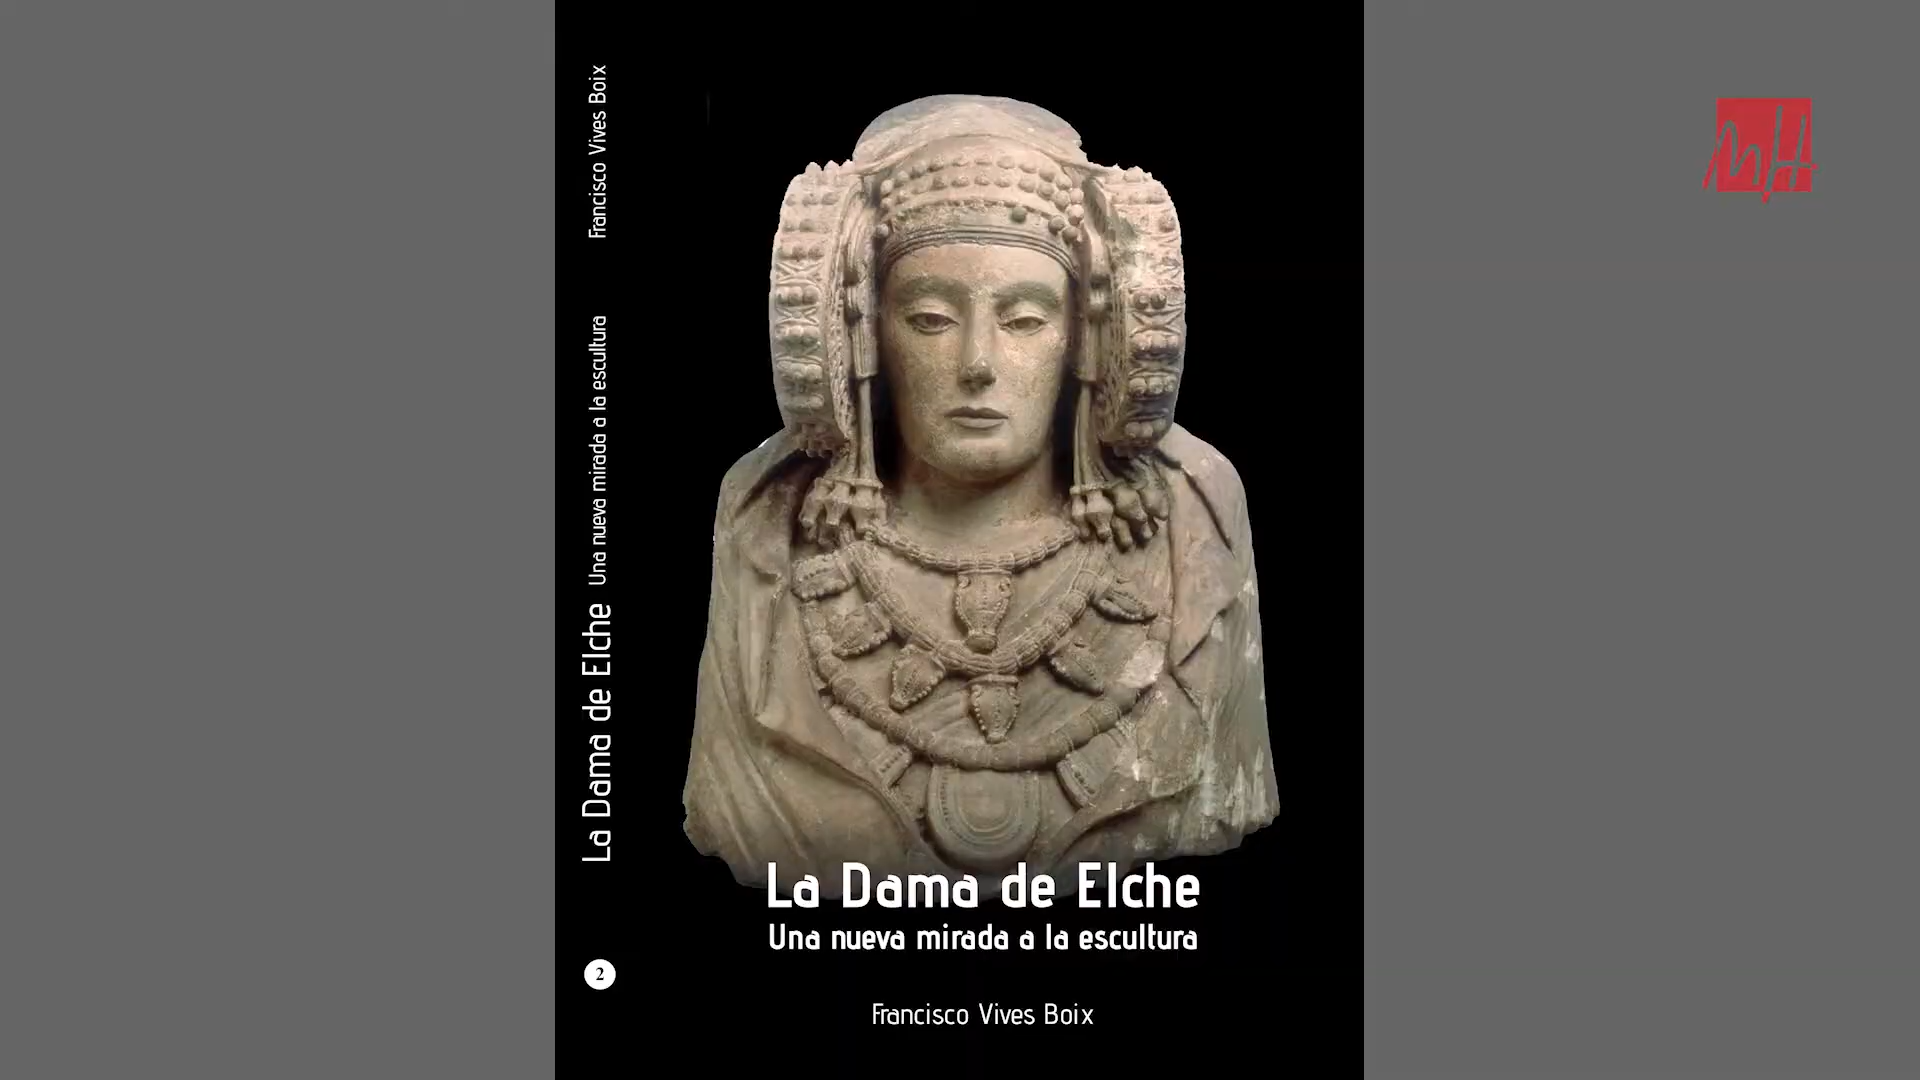 Francisco Vives Boix
La Dama de Elche Una nueva mirada a la escultura
2
La Dama de Elche
Una nueva mirada a la escultura
Francisco Vives Boix